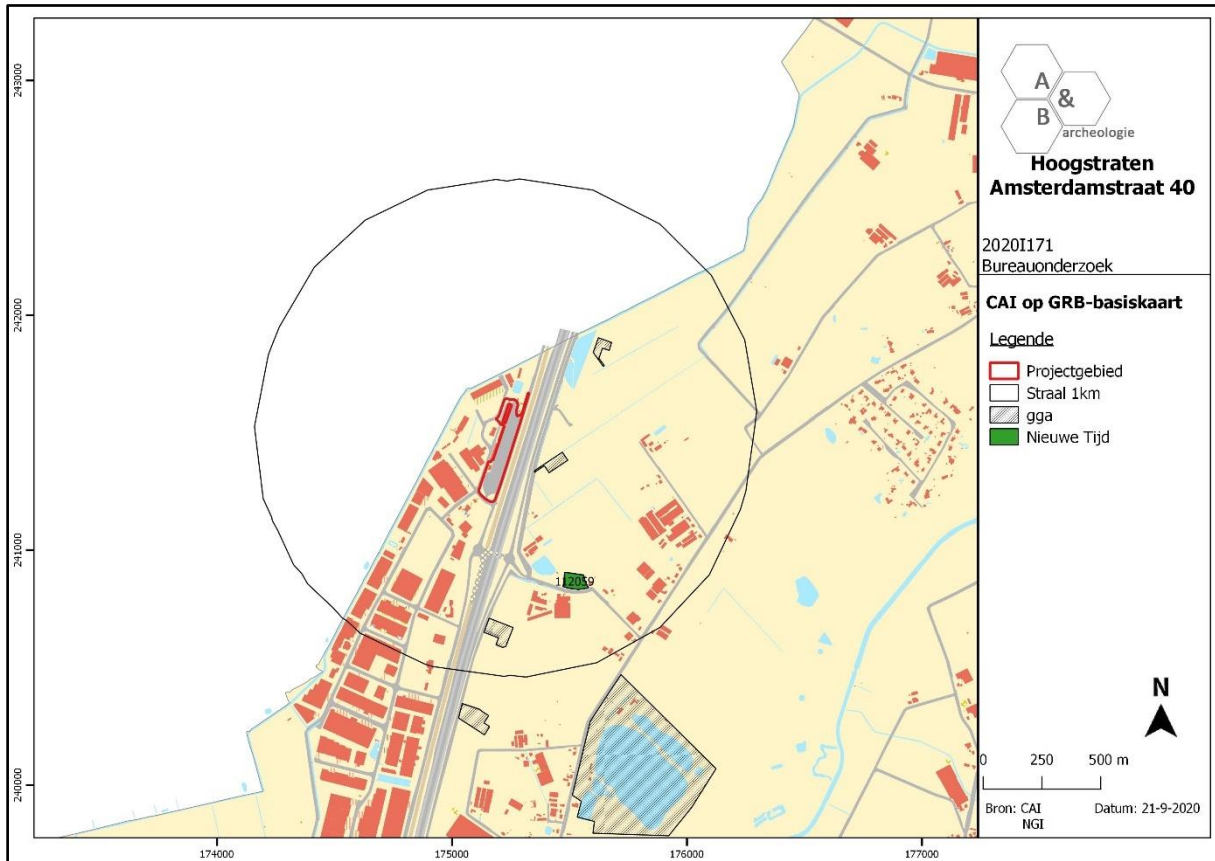 243000
242000
241000
240000
174000
175000
176000
177000
112059
A
&
B
archeologie
Hoogstraten
Amsterdamstraat 40
2020I171
Bureauonderzoek
CAI op GRB-basiskaart
Legende
Projectgebied
Straal 1km
gga
Nieuwe Tijd
N
0 250 500 m
Bron: CAI Datum: 21-9-2020
NGI